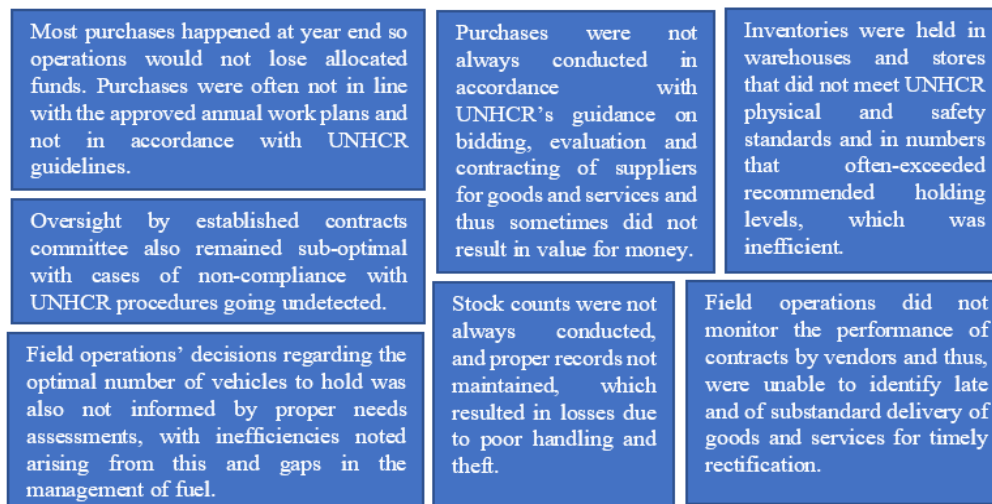 Most purchases happened at year end so
operations would not lose allocated
funds. Purchases were often not in line
with the approved annual work plans and
not in accordance with UNHCR
guidelines.
Oversight by established contracts
committee also remained sub-optimal
with cases of non-compliance with
UNHCR procedures going undetected.
Field operations’ decisions regarding the
optimal number of vehicles to hold was
also not informed by proper needs
assessments, with inefficiencies noted
arising from this and gaps in the
management of fuel.
Purchases were not
always conducted in
accordance with
UNHCR’s guidance on
bidding, evaluation and
contracting of suppliers
for goods and services and
thus sometimes did not
result in value for money.
Stock counts were not
always conducted,
and proper records not
maintained, which
resulted in losses due
to poor handling and
theft.
Inventories were held in
warehouses and stores
that did not meet UNHCR
physical and safety
standards and in numbers
that often-exceeded
recommended holding
levels, which was
inefficient.
Field operations did not
monitor the performance of
contracts by vendors and thus,
were unable to identify late
and of substandard delivery of
goods and services for timely
rectification.